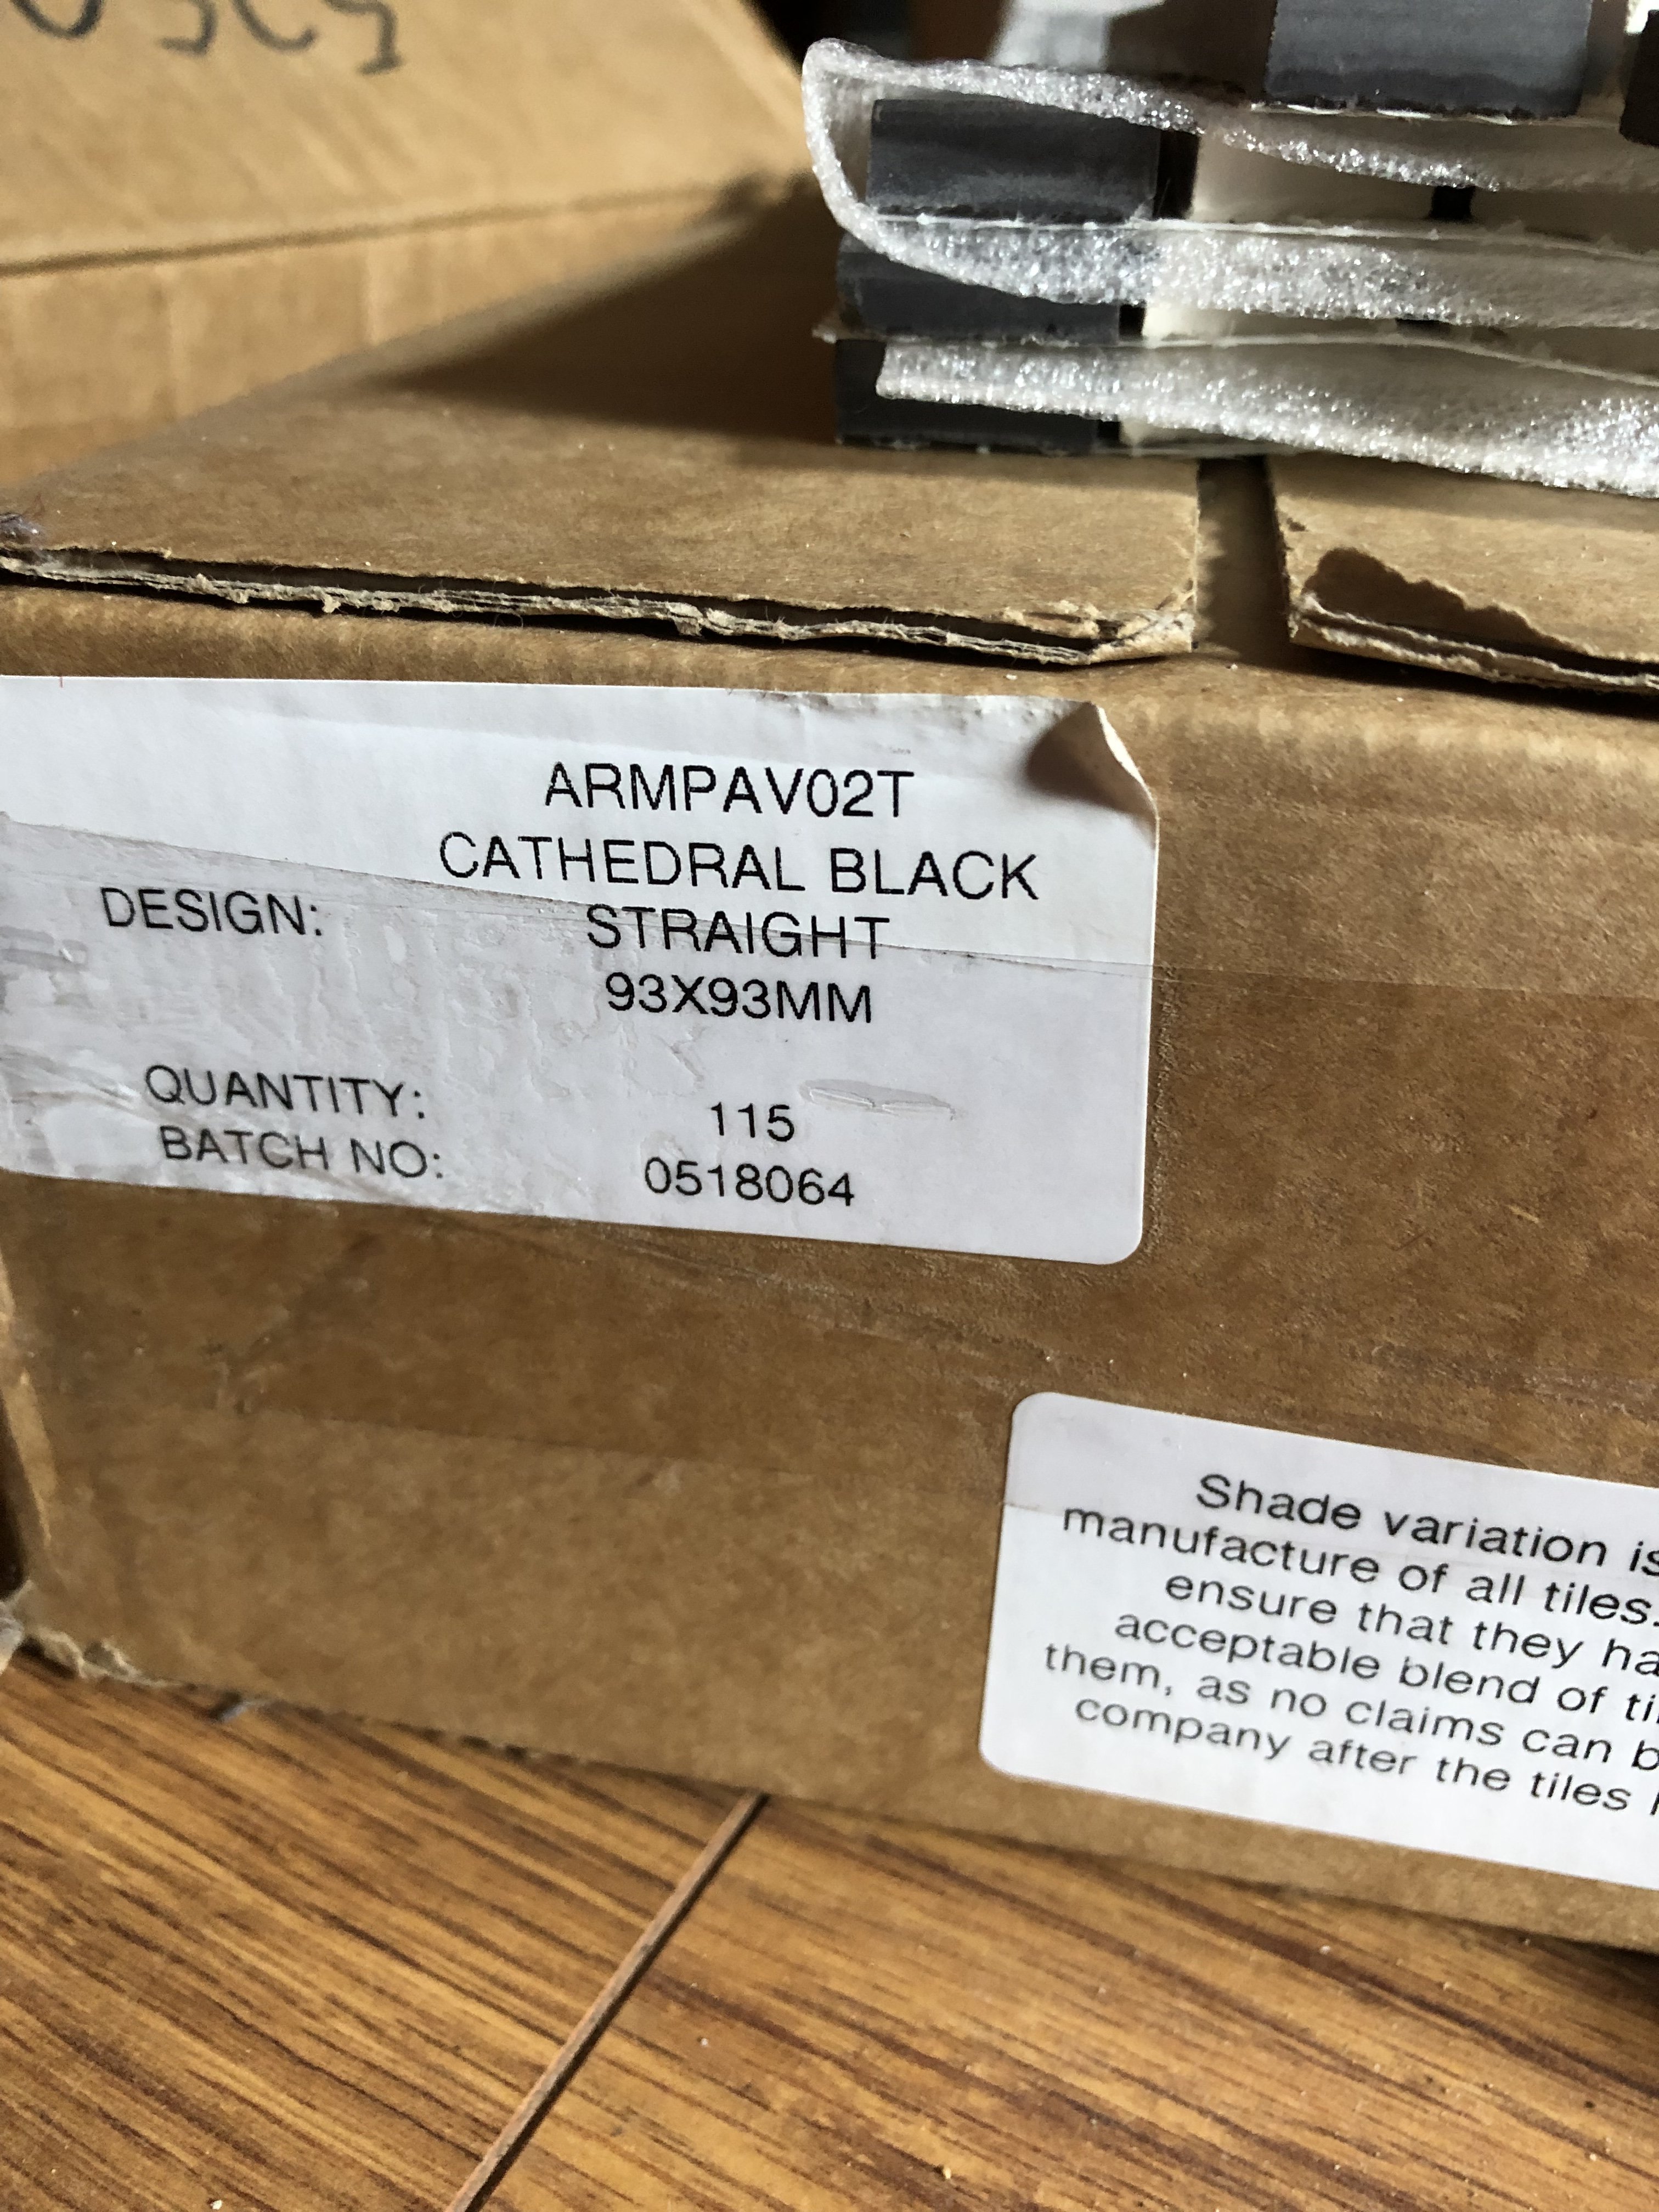 ARMPAV02T
CATHEDRAL BLACK
DESIGN: STRAIGHT
93X93MM
QUANTITY: 115
BATCH NO: 0518064
Shade variation
manufacture of all tiles.
ensure that they
acceptable blend of
them, as no claims can
company after the tiles